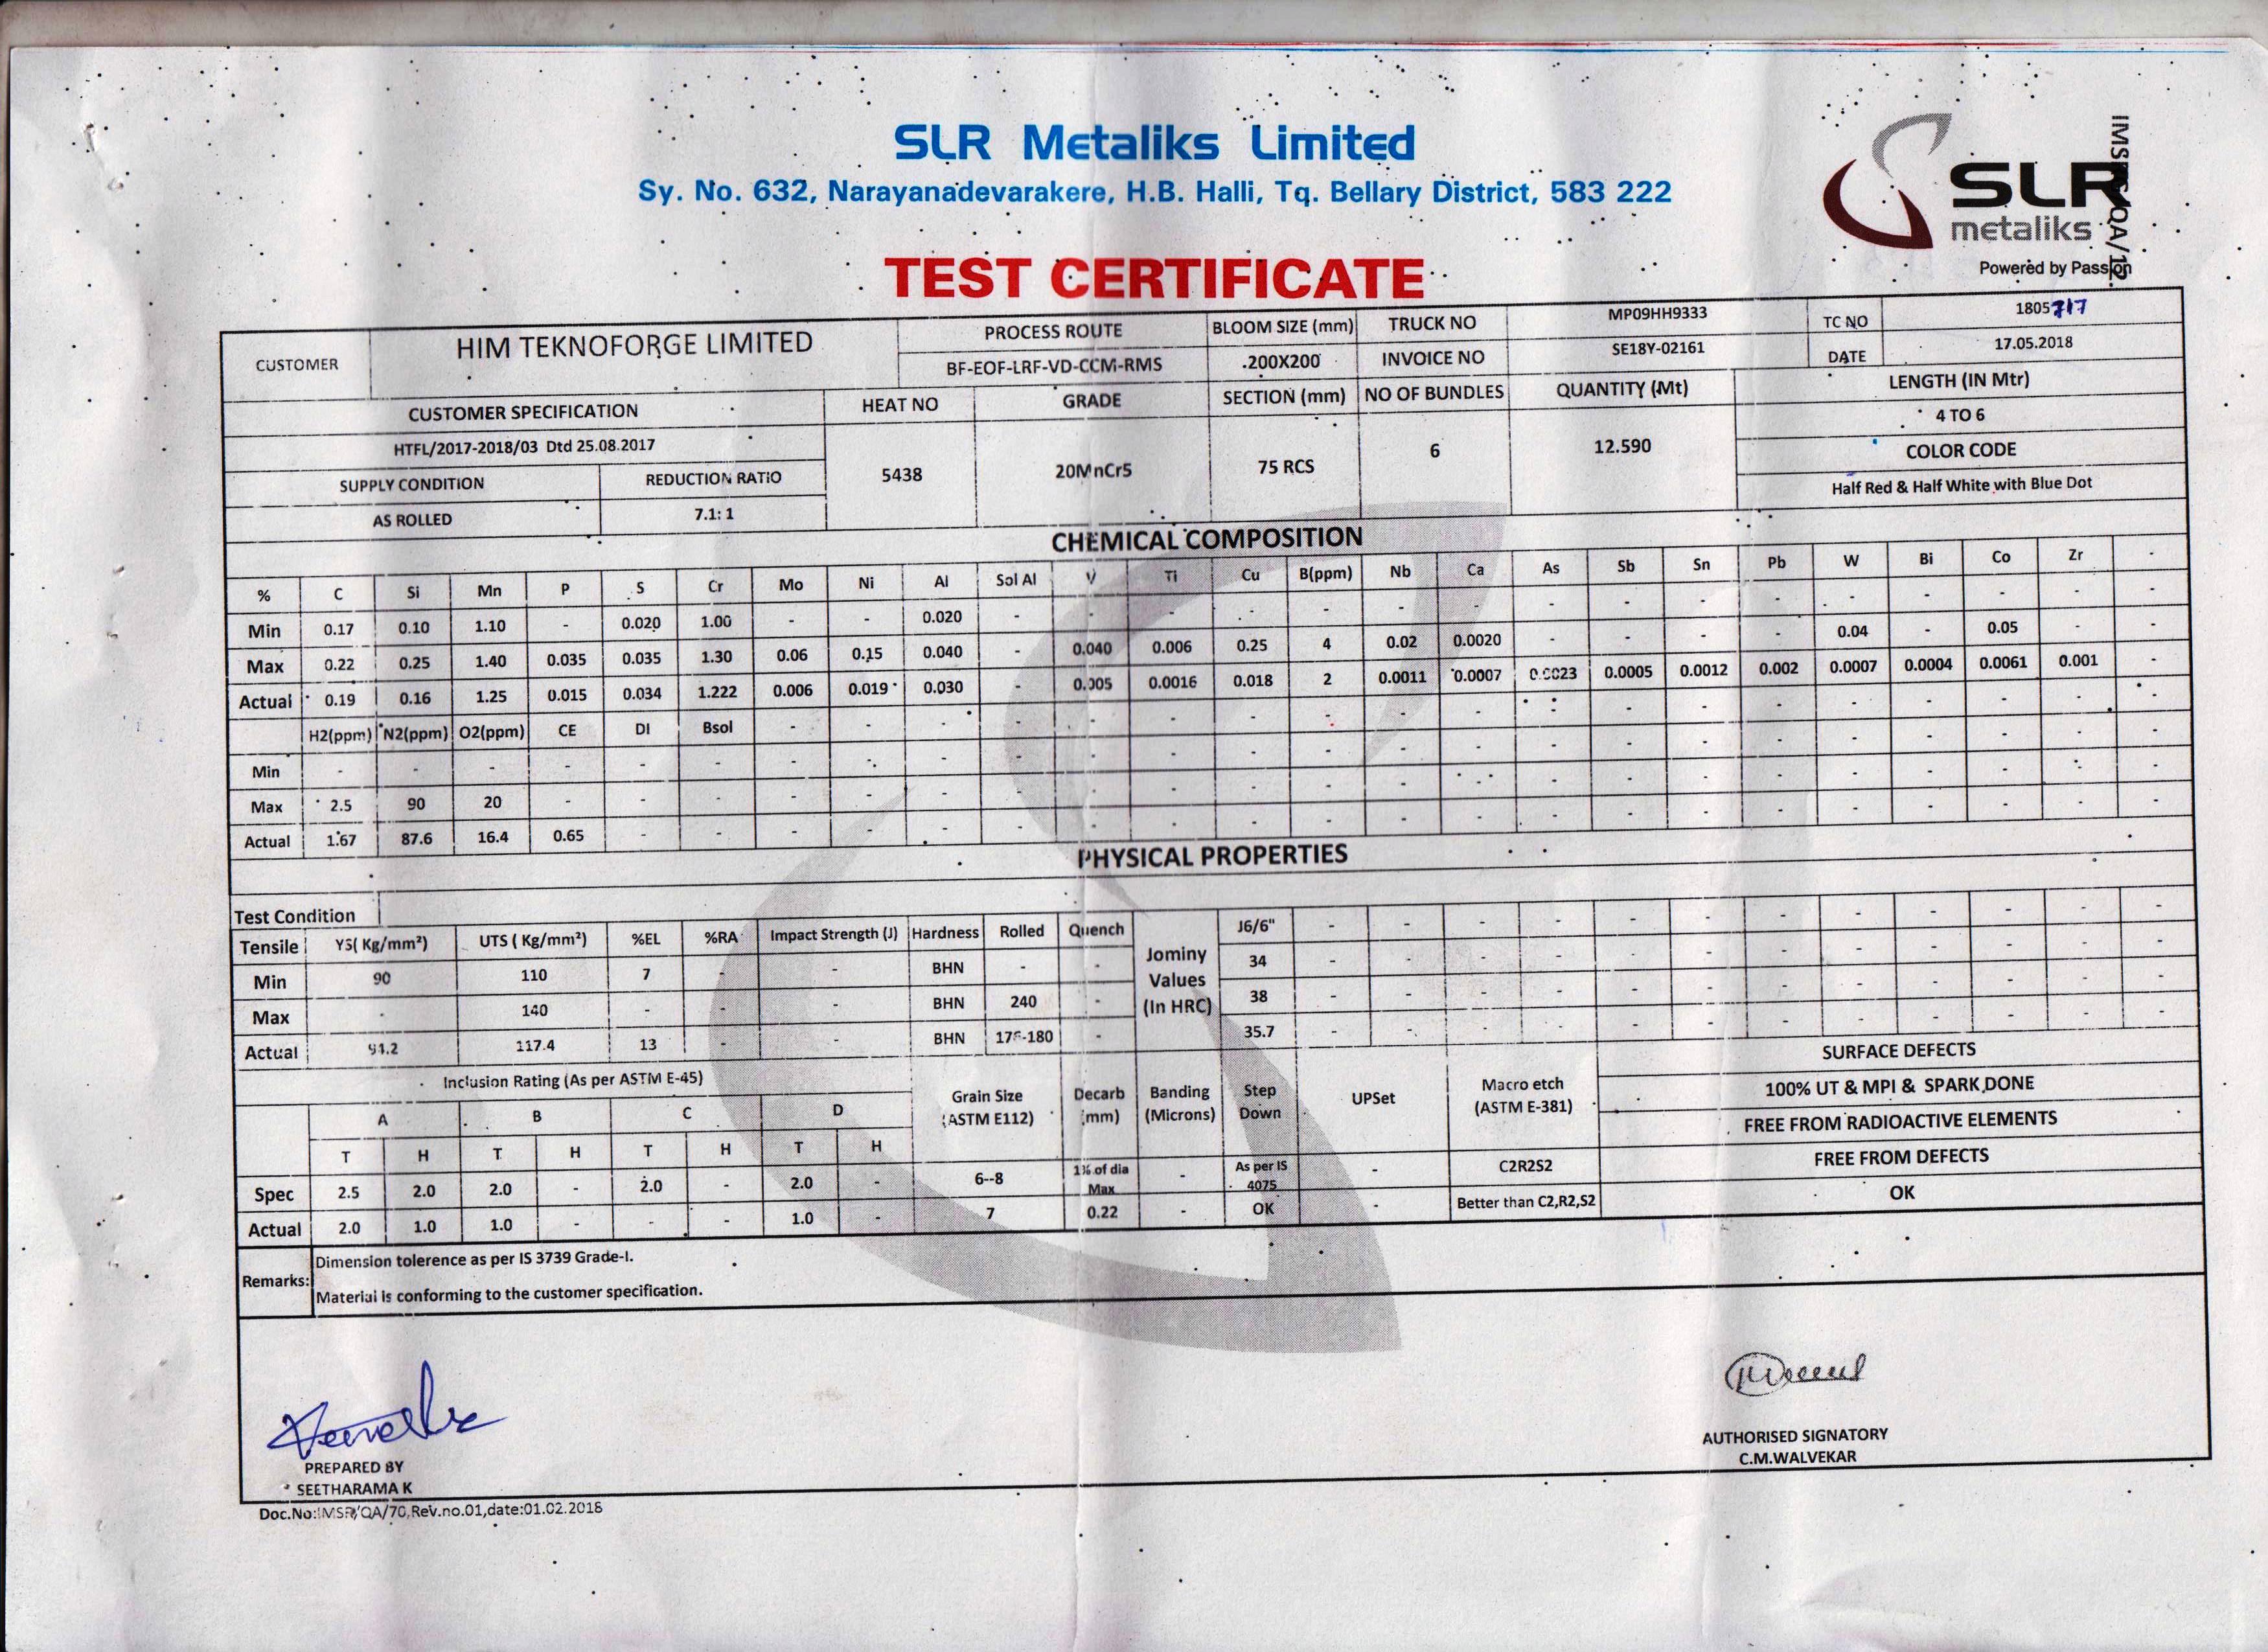 SLR Metaliks Limited
Sy. No. 632, Narayanadevarakere, H.B. Halli, Tq. Bellary District, 583 222
TEST CERTIFICATE
SLR
metaliks
Powered by Passion
CUSTOMER HIM TEKNOFORGE LIMITED PROCESS ROUTE BLOOM SIZE (mm) TRUCK NO MP09HH9333 TC NO 1805717
BF-EOF-LRF-VD-CCM-RMS 200X200 INVOICE NO SE18Y-02161 DATE 17.05.2018
CUSTOMER SPECIFICATION HEAT NO GRADE SECTION (mm) NO OF BUNDLES QUANTITY (Mt) LENGTH (IN Mtr)
HTFL/2017-2018/03 Dtd 25.08.2017 5438 20MnCr5 75 RCS 6 12.590 4 TO 6
SUPPLY CONDITION REDUCTION RATIO COLOR CODE
AS ROLLED 7.1: 1 Half Red & Half White with Blue Dot
CHEMICAL COMPOSITION
% C Si Mn P S Cr Mo Ni Al Sol Al V Ti Cu B(ppm) Nb Ca As Sb Sn Pb W Bi Co Zr -
Min 0.17 0.10 1.10 - 0.020 1.00 - - 0.020 - - - - - - - - - - - - - - - -
Max 0.22 0.25 1.40 0.035 0.035 1.30 0.06 0.15 0.040 - 0.040 0.006 0.25 4 0.02 0.0020 - - - - 0.04 - 0.05 - -
Actual 0.19 0.16 1.25 0.015 0.034 1.222 0.006 0.019 0.030 - 0.005 0.0016 0.018 2 0.0011 0.0007 0.0023 0.0005 0.0012 0.002 0.0007 0.0004 0.0061 0.001 -
H2(ppm) N2(ppm) O2(ppm) CE DI Bsol - - - - - - - - - - - - - - - - - - -
Min - - - - - - - - - - - - - - - - - - - - - - - - -
Max 2.5 90 20 - - - - - - - - - - - - - - - - - - - - - -
Actual 1.67 87.6 16.4 0.65 - - - - - - - - - - - - - - - - - - - - -
PHYSICAL PROPERTIES
Test Condition
Tensile YS( Kg/mm²) UTS ( Kg/mm²) %EL %RA Impact Strength (J) Hardness Rolled Quench Jominy Values (In HRC) J6/6" - - - - - - - - - - - -
Min 90 110 7 - - BHN - - 34 - - - - - - - - - - - -
Max - 140 - - - BHN 240 - 38 - - - - - - - - - - - -
Actual 117.4 13 - - BHN - 35.7 - - - - - - - - - - - -
Inclusion Rating (As per ASTM E-45) Grain Size (ASTM E112) Decarb (mm) Banding (Microns) Step Down UPSet Macro etch (ASTM E-381) SURFACE DEFECTS
A B C D 100% UT & MPI & SPARK DONE
T H T H T H T H FREE FROM RADIOACTIVE ELEMENTS
Spec 2.5 2.0 2.0 - 2.0 - 2.0 - 6--8 1% of dia Max - As per IS 4075 - C2R2S2 FREE FROM DEFECTS
Actual 2.0 1.0 1.0 - - - 1.0 - 7 0.22 - OK - Better than C2,R2,S2 OK
Remarks: Dimension tolerence as per IS 3739 Grade-I.
Material is conforming to the customer specification.
PREPARED BY
SEETHARAMA K
AUTHORISED SIGNATORY
C.M.WALVEKAR
Doc.No:IMSR/QA/70,Rev.no.01,date:01.02.2018